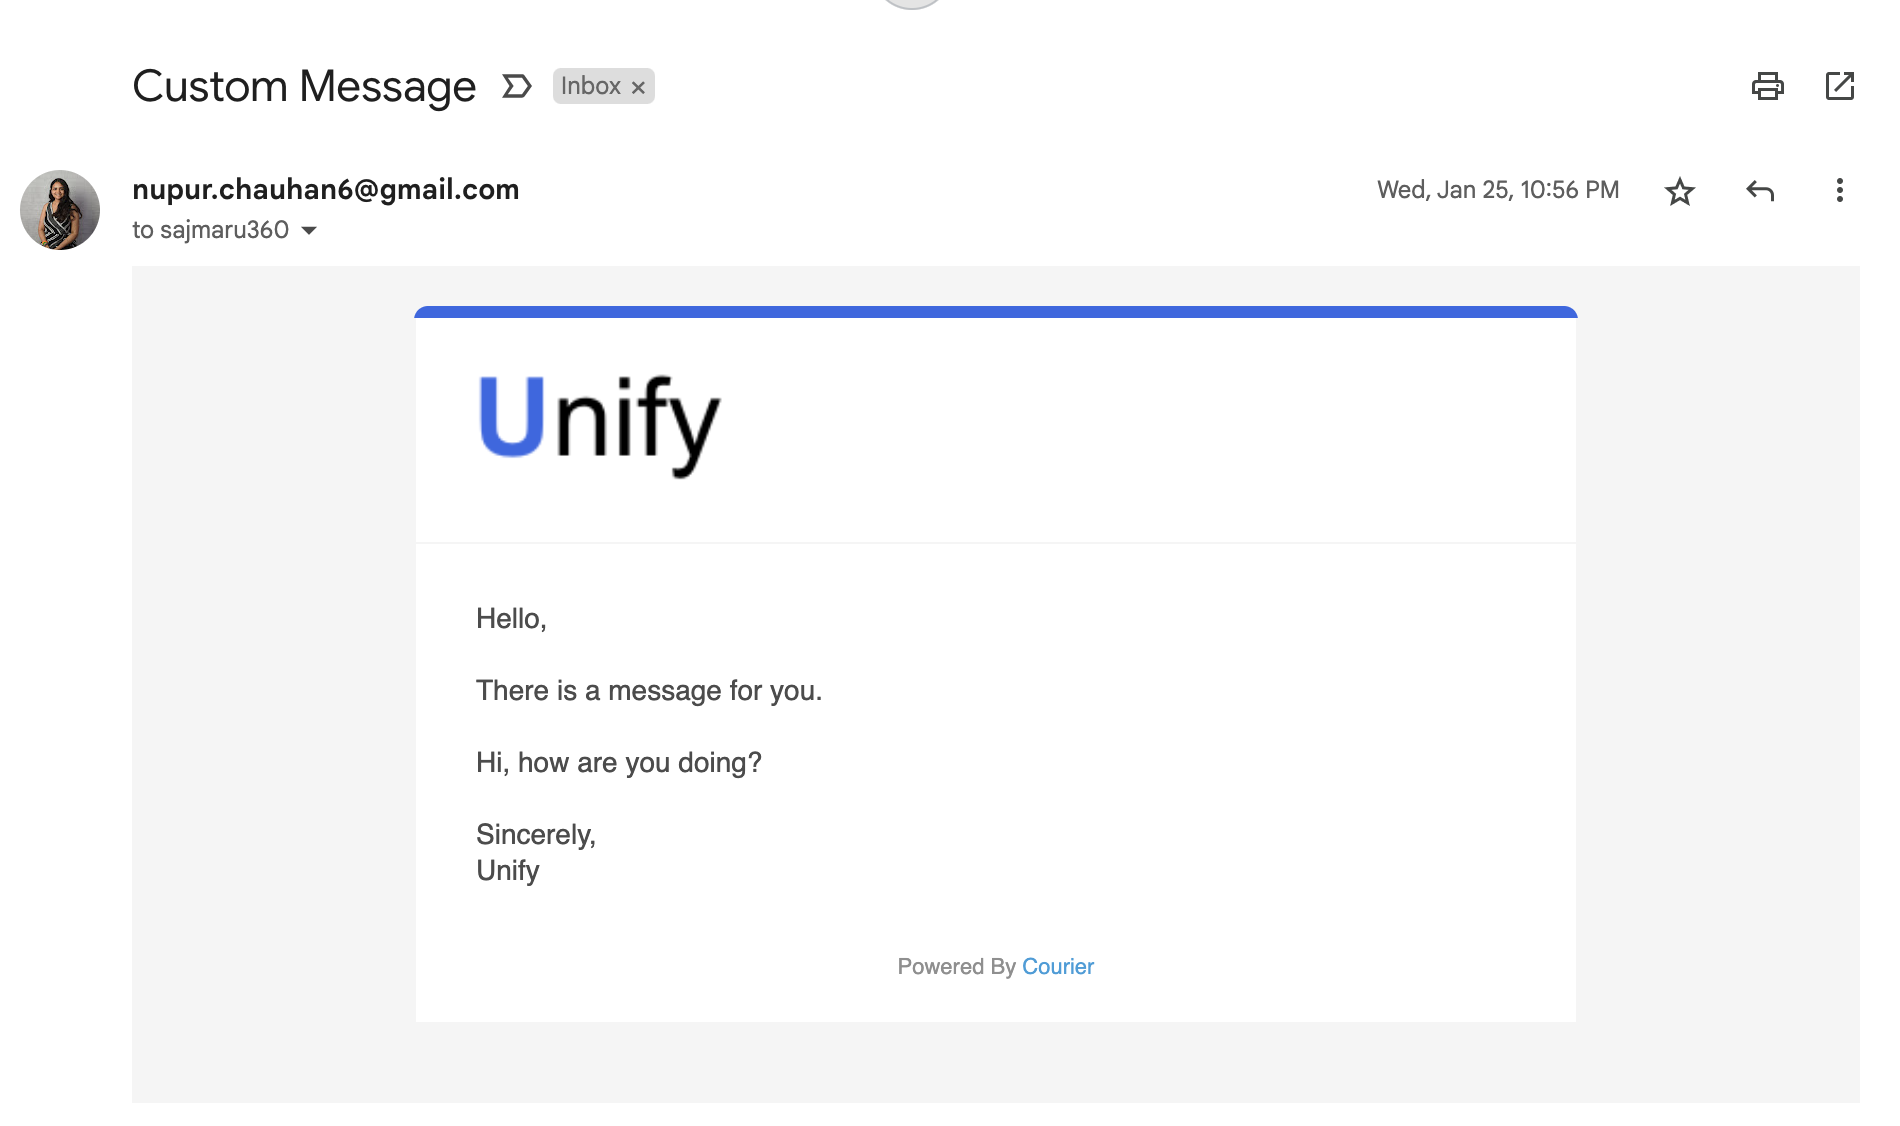 Custom Message
Inbox ×
nupur.chauhan6@gmail.com
Wed, Jan 25, 10:56 PM
to sajmaru360
Unify
Hello,
There is a message for you.
Hi, how are you doing?
Sincerely,
Unify
Powered By Courier